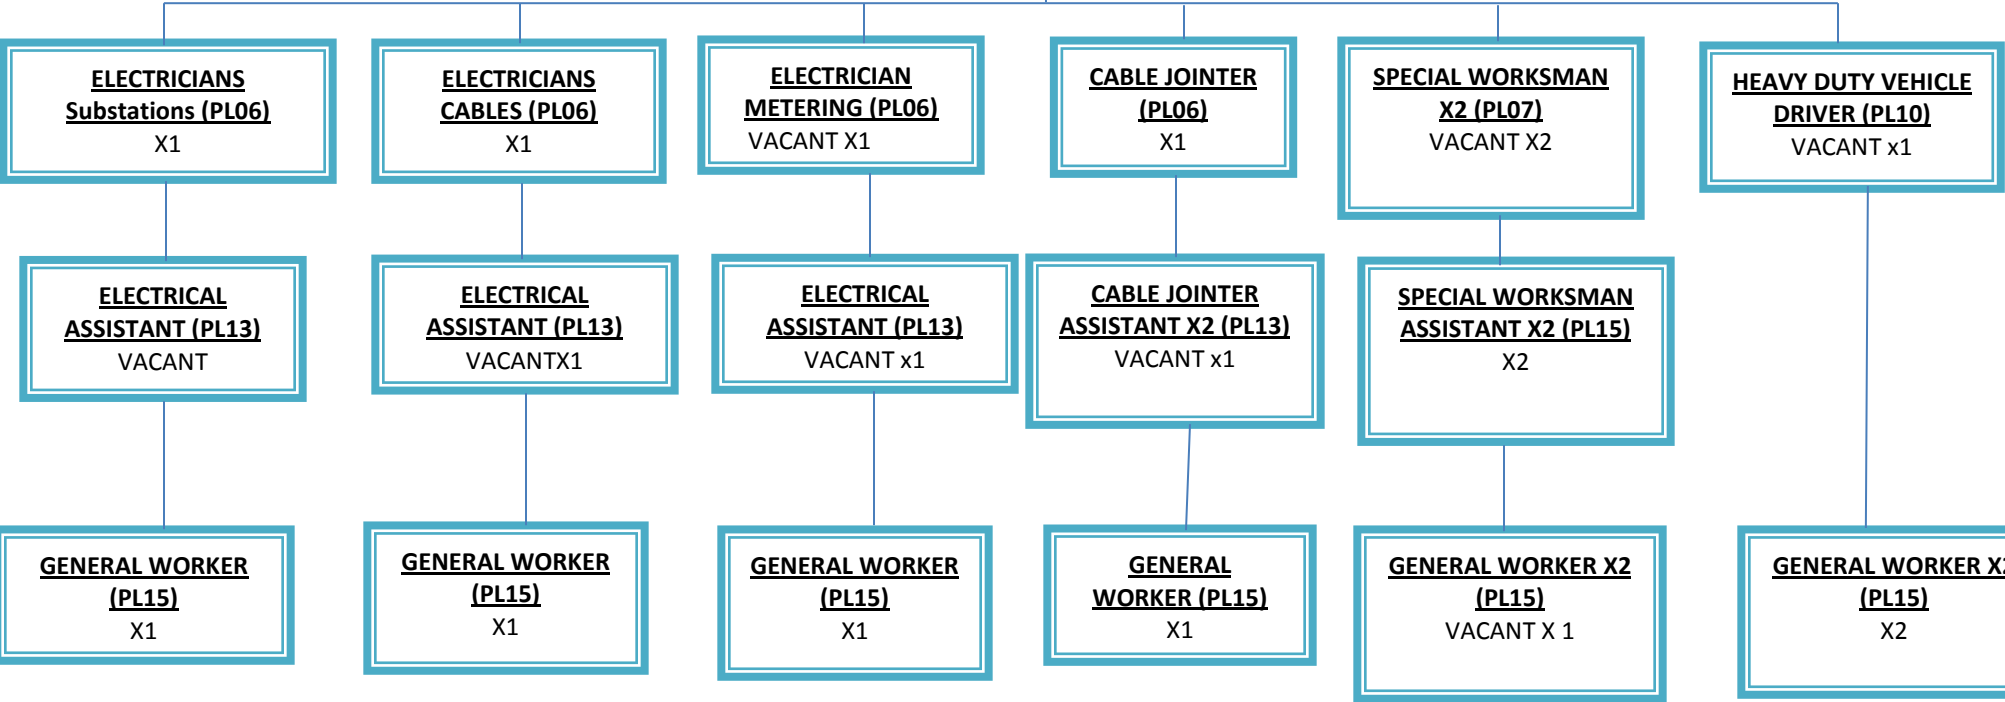 ELECTRICIANS
Substations (PL06)
X1
ELECTRICIANS
CABLES (PL06)
X1
ELECTRICIAN
METERING (PL06)
VACANT X1
CABLE JOINTER
(PL06)
X1
SPECIAL WORKSMAN
X2 (PL07)
VACANT X2
HEAVY DUTY VEHICLE
DRIVER (PL10)
VACANT x1
ELECTRICAL
ASSISTANT (PL13)
VACANT
ELECTRICAL
ASSISTANT (PL13)
VACANTX1
ELECTRICAL
ASSISTANT (PL13)
VACANT x1
CABLE JOINTER
ASSISTANT X2 (PL13)
VACANT x1
SPECIAL WORKSMAN
ASSISTANT X2 (PL15)
X2
GENERAL WORKER
(PL15)
X1
GENERAL WORKER
(PL15)
X1
GENERAL WORKER
(PL15)
X1
GENERAL
WORKER (PL15)
X1
GENERAL WORKER X2
(PL15)
VACANT X 1
GENERAL WORKER X2
(PL15)
X2